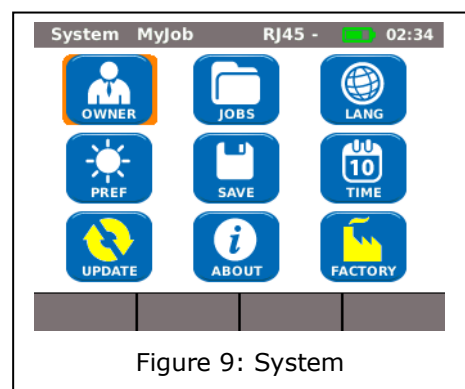 System MyJob RJ45 - 02:34
OWNER JOBS LANG
PREF SAVE 10 TIME
UPDATE i ABOUT FACTORY
Figure 9: System